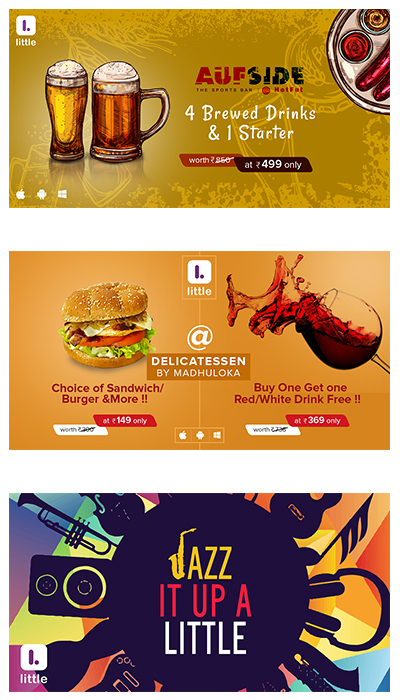 l.
little
AUFSIDE
THE SPORTS BAR
HotFut
4 Brewed Drinks
& 1 Starter
worth ₹850
at ₹499 only
l.
little
@
DELICATESSEN
BY MADHULOKA
Choice of Sandwich/
Burger &More !!
at ₹149 only
worth ₹300
Buy One Get one
Red/White Drink Free !!
at ₹369 only
worth ₹738
JAZZ
IT UP A
LITTLE
l.
little